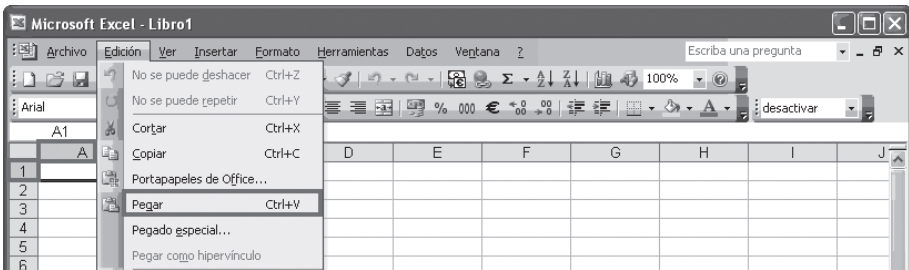 Microsoft Excel - Libro1
Archivo Edición Ver Insertar Formato Herramientas Datos Ventana ? Escriba una pregunta
No se puede deshacer Ctrl+Z
100%
No se puede repetir Ctrl+Y
Arial
% 000 € desactivar
A1
Cortar Ctrl+X
A D E F G H I J
Copiar Ctrl+C
1
Portapapeles de Office...
2
3
Pegar Ctrl+V
4
Pegado especial...
5
Pegar como hipervínculo
6